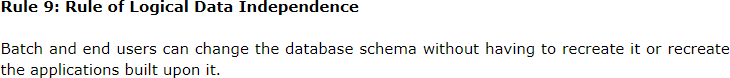 Rule 9: Rule of Logical Data Independence
Batch and end users can change the database schema without having to recreate it or recreate
the applications built upon it.